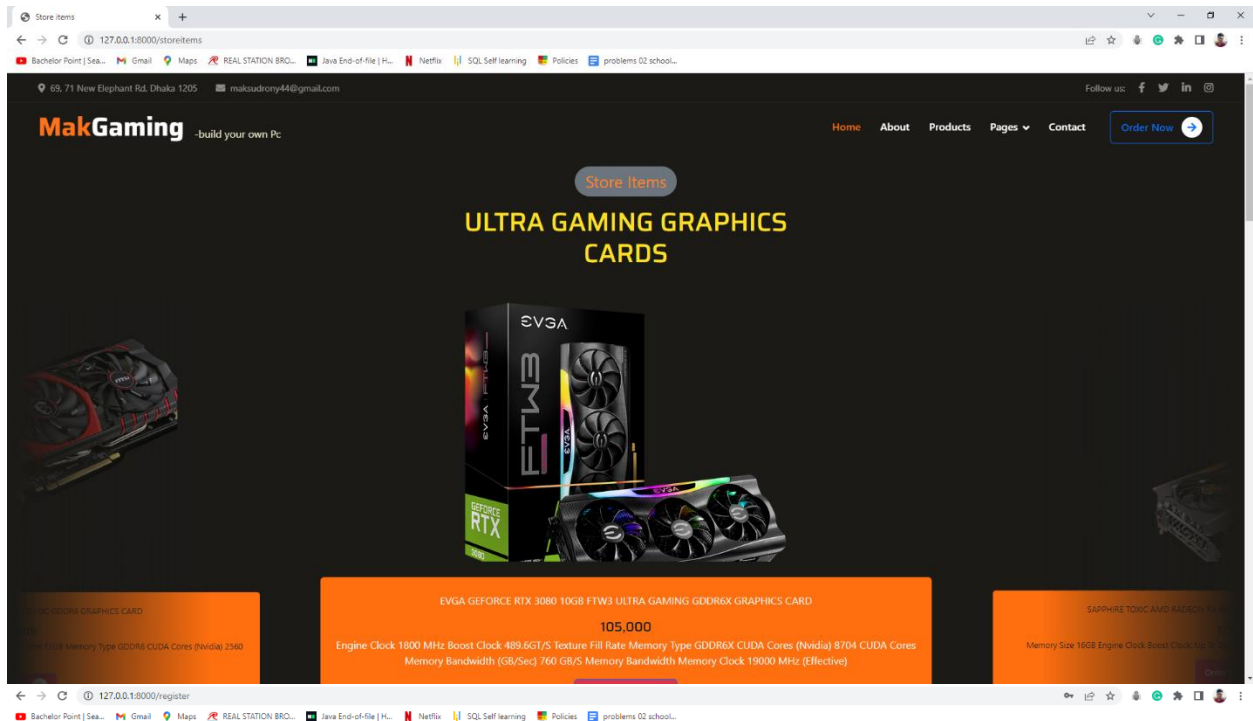 Store items
127.0.0.1:8000/storeitems
Bachelor Point | Sea... Gmail Maps REAL STATION BRO... Java End-of-file | H... Netflix SQL Self learning Policies problems 02 school...
69, 71 New Elephant Rd, Dhaka 1205 maksudrony44@gmail.com Follow us:
MakGaming -build your own Pc Home About Products Pages Contact Order Now
Store Items
ULTRA GAMING GRAPHICS
CARDS
EVGA
FTW3
EVGA FTW3
EVGA
EVGA
GEFORCE
RTX
3080
EVGA GEFORCE RTX 3080 10GB FTW3 ULTRA GAMING GDDR6X GRAPHICS CARD
105,000
Engine Clock 1800 MHz Boost Clock 489.6GT/S Texture Fill Rate Memory Type GDDR6X CUDA Cores (Nvidia) 8704 CUDA Cores
Memory Bandwidth (GB/Sec) 760 GB/S Memory Bandwidth Memory Clock 19000 MHz (Effective)
GDDR6 GRAPHICS CARD
Memory Type GDDR6 CUDA Cores (Nvidia) 2560
SAPPHIRE TOXIC AMD RADEON
Memory Size 16GB Engine Clock Boost Clock: Up To
127.0.0.1:8000/register
Bachelor Point | Sea... Gmail Maps REAL STATION BRO... Java End-of-file | H... Netflix SQL Self learning Policies problems 02 school...